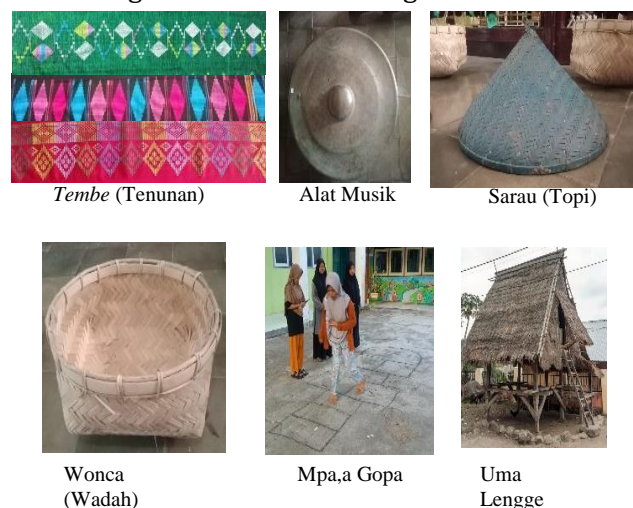 Tembe (Tenunan)
Alat Musik
Sarau (Topi)
Wonca
(Wadah)
Mpa,a Gopa
Uma
Lengge